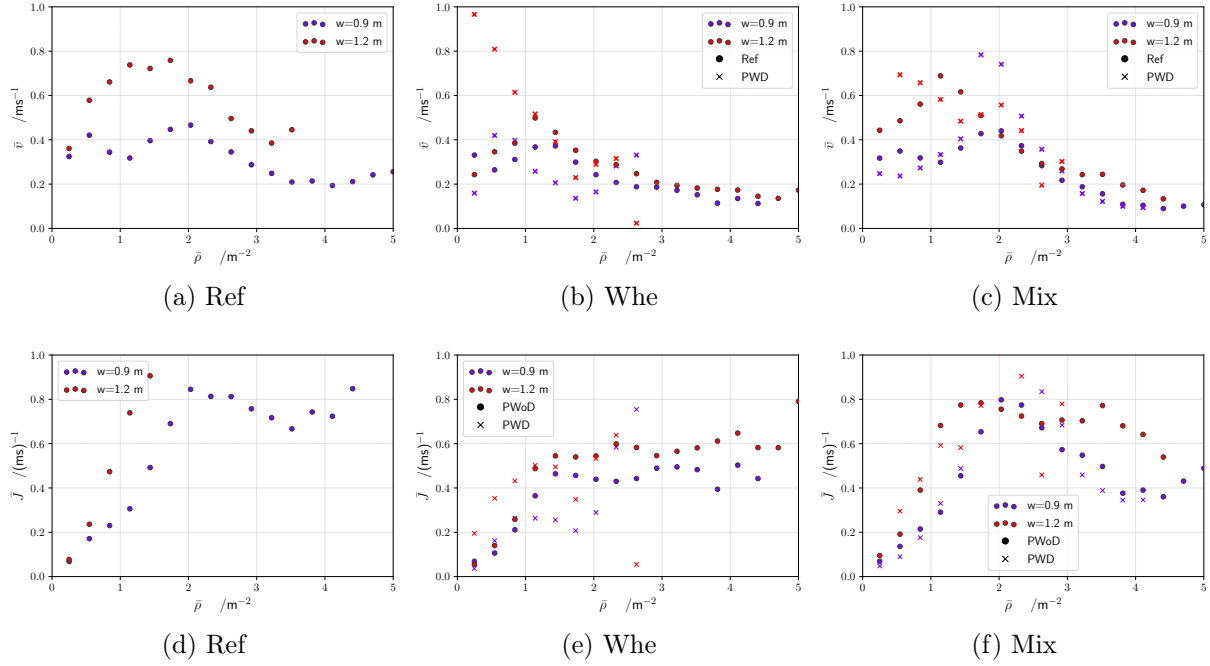 1.0
0.8
0.6
0.4
0.2
0.0
v̄ /ms⁻¹
w=0.9 m
w=1.2 m
0 1 2 3 4 5
ρ̄ /m⁻²
(a) Ref
1.0
0.8
0.6
0.4
0.2
0.0
v̄ /ms⁻¹
w=0.9 m
w=1.2 m
Ref
PWD
0 1 2 3 4 5
ρ̄ /m⁻²
(b) Whe
1.0
0.8
0.6
0.4
0.2
0.0
v̄ /ms⁻¹
w=0.9 m
w=1.2 m
Ref
PWD
0 1 2 3 4 5
ρ̄ /m⁻²
(c) Mix
1.0
0.8
0.6
0.4
0.2
0.0
J̄ /(ms)⁻¹
w=0.9 m
w=1.2 m
0 1 2 3 4 5
ρ̄ /m⁻²
(d) Ref
1.0
0.8
0.6
0.4
0.2
0.0
J̄ /(ms)⁻¹
w=0.9 m
w=1.2 m
PWoD
PWD
0 1 2 3 4 5
ρ̄ /m⁻²
(e) Whe
1.0
0.8
0.6
0.4
0.2
0.0
J̄ /(ms)⁻¹
w=0.9 m
w=1.2 m
PWoD
PWD
0 1 2 3 4 5
ρ̄ /m⁻²
(f) Mix